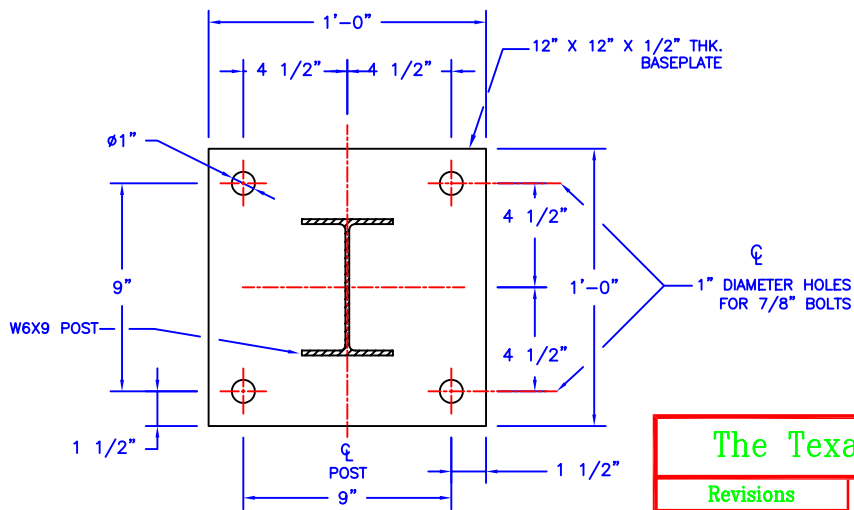 1'-0"
12" X 12" X 1/2" THK.
BASEPLATE
4 1/2" 4 1/2"
ø1"
4 1/2"
9"
1'-0"
℄
1" DIAMETER HOLES
FOR 7/8" BOLTS
W6X9 POST
4 1/2"
1 1/2"
℄
POST
1 1/2"
9"
The Texa
Revisions